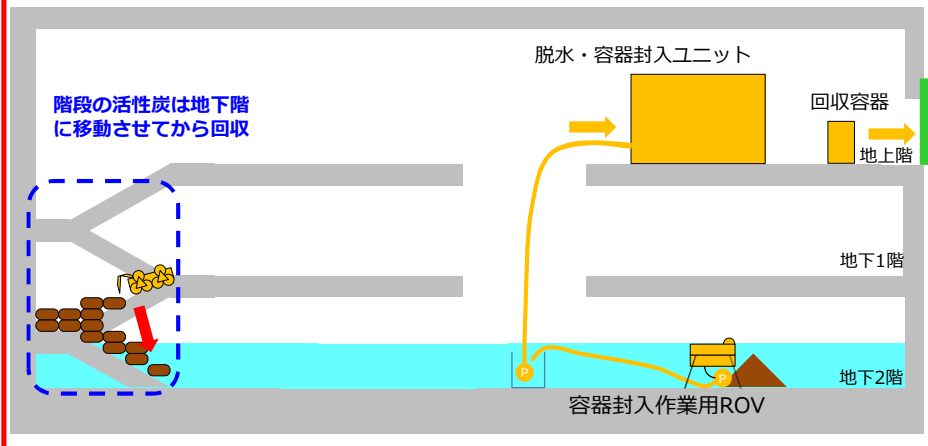 脱水・容器封入ユニット
階段の活性炭は地下階
に移動させてから回収
回収容器
地上階
地下1階
P
P
地下2階
容器封入作業用ROV